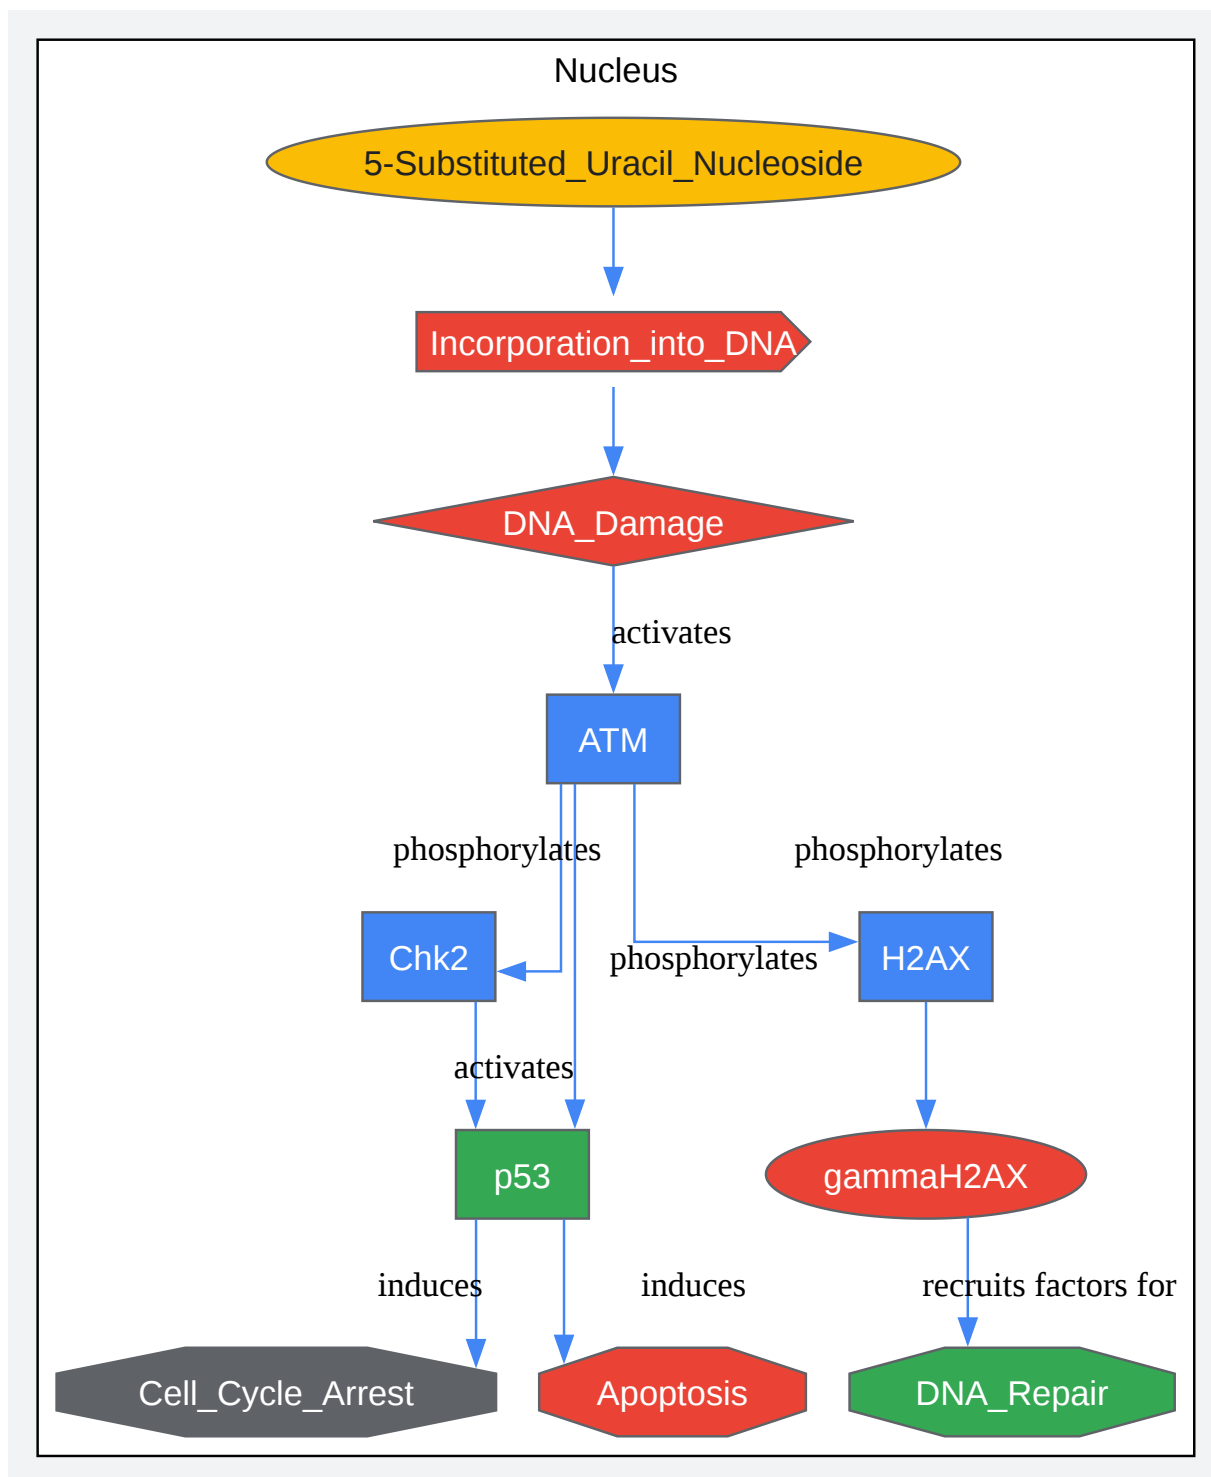 Nucleus
5-Substituted_Uracil_Nucleoside
Incorporation_into_DNA
DNA_Damage
activates
ATM
phosphorylates
phosphorylates
Chk2
phosphorylates
H2AX
activates
p53
gammaH2AX
induces
induces
recruits factors for
Cell_Cycle_Arrest
Apoptosis
DNA_Repair